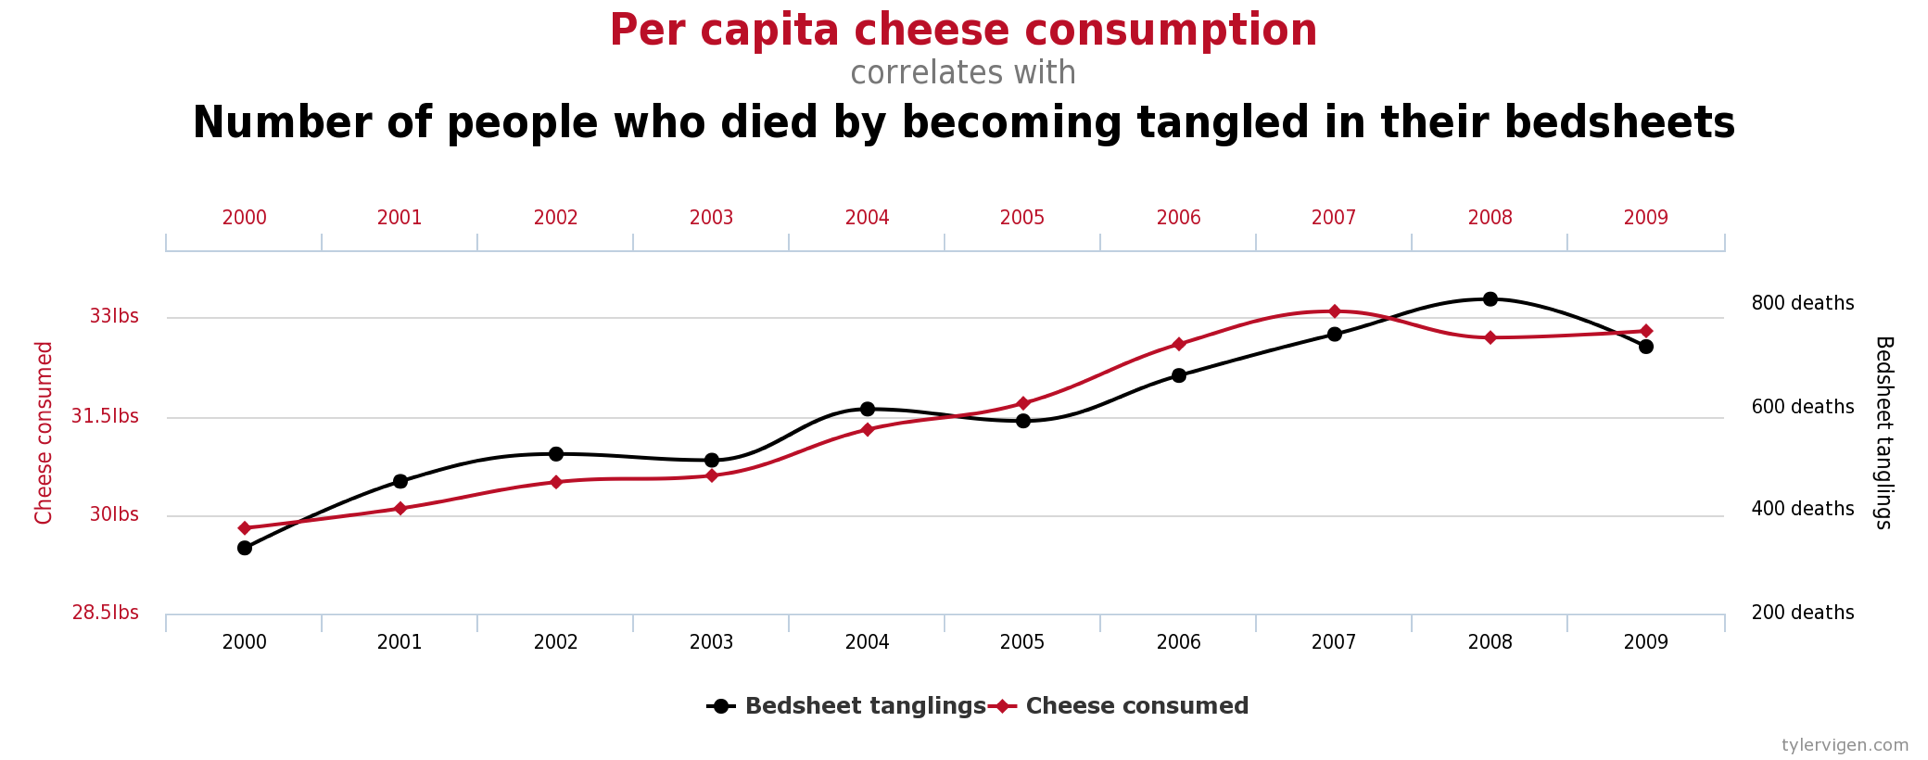 Per capita cheese consumption
correlates with
Number of people who died by becoming tangled in their bedsheets
2000 2001 2002 2003 2004 2005 2006 2007 2008 2009
Cheese consumed
33lbs
31.5lbs
30lbs
28.5lbs
800 deaths
600 deaths
400 deaths
200 deaths
Bedsheet tanglings
2000 2001 2002 2003 2004 2005 2006 2007 2008 2009
Bedsheet tanglings Cheese consumed
tylervigen.com